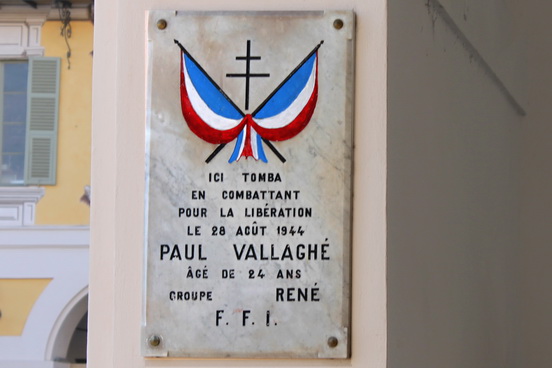 ICI TOMBA
EN COMBATTANT
POUR LA LIBÉRATION
LE 28 AOÛT 1944
PAUL VALLAGHÉ
ÂGÉ DE 24 ANS
GROUPE RENÉ
F. F. I.